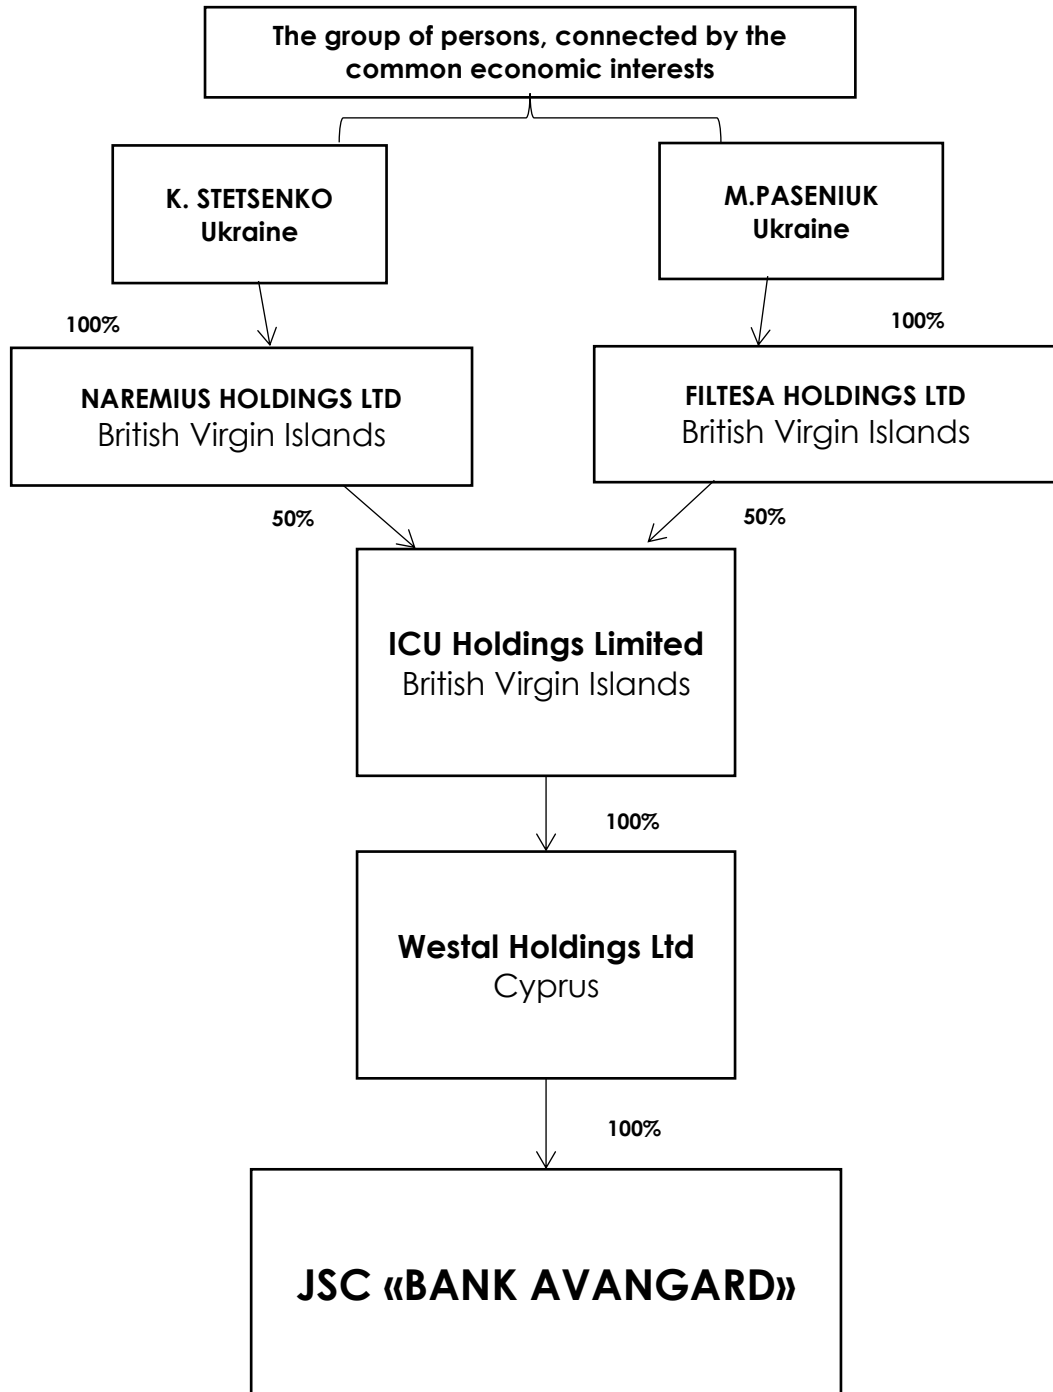 The group of persons, connected by the
common economic interests
K. STETSENKO
Ukraine
M.PASENIUK
Ukraine
100%
100%
NAREMIUS HOLDINGS LTD
British Virgin Islands
FILTESA HOLDINGS LTD
British Virgin Islands
50%
50%
ICU Holdings Limited
British Virgin Islands
100%
Westal Holdings Ltd
Cyprus
100%
JSC «BANK AVANGARD»